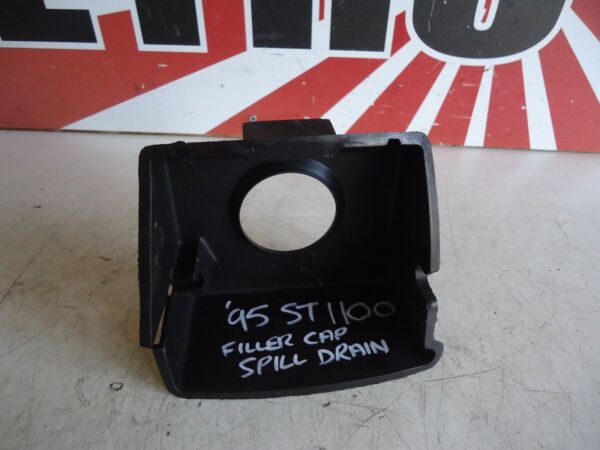 '95 ST1100
FILLER CAP
SPILL DRAIN